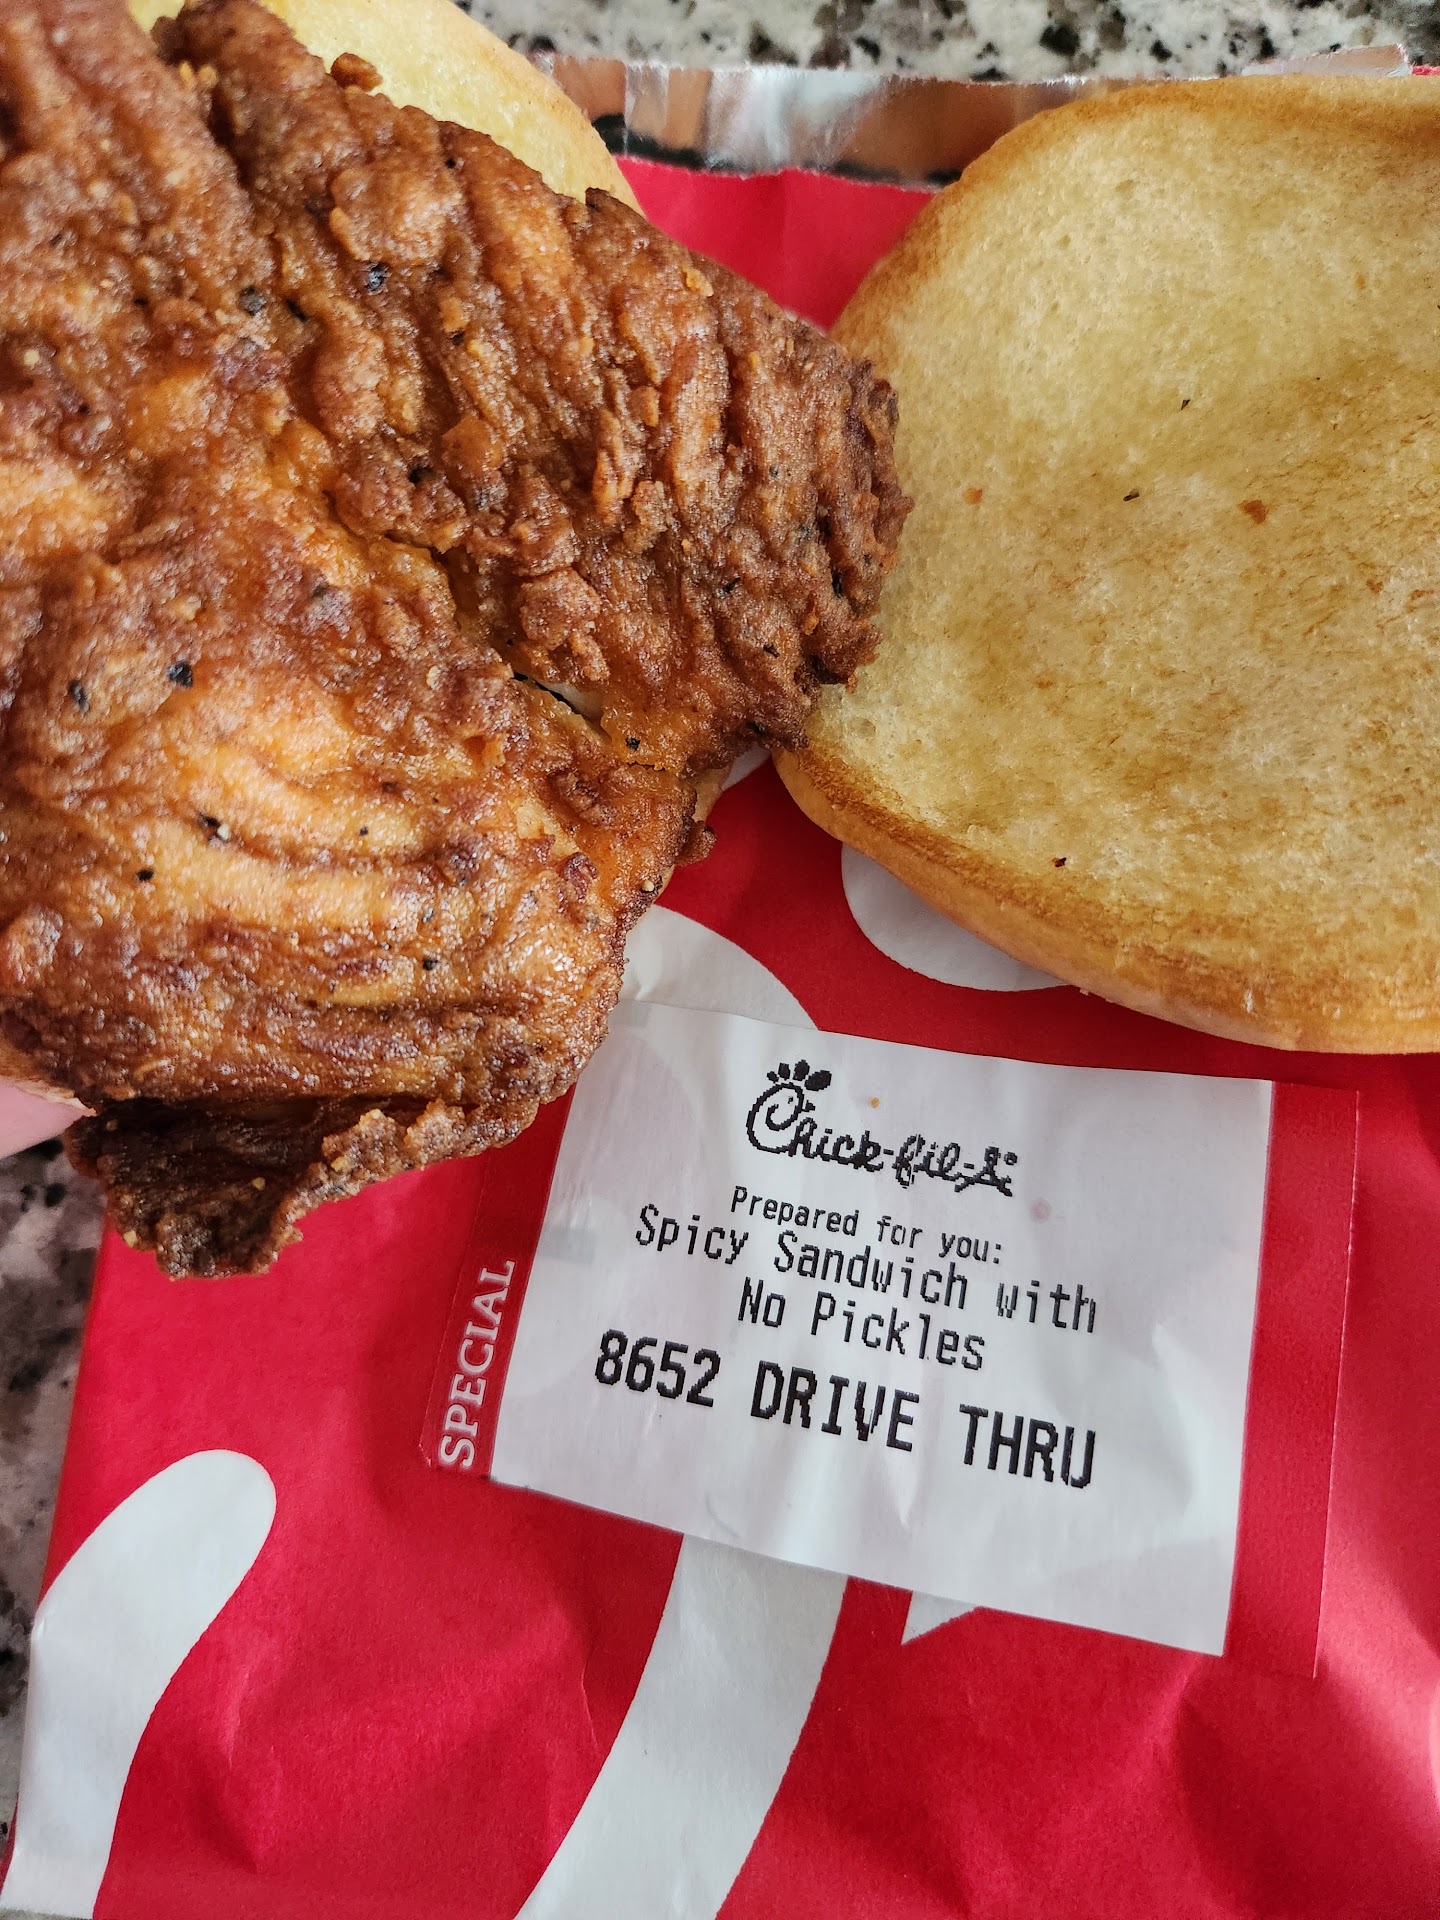 Chick-fil-A®
Prepared for you:
Spicy Sandwich with
No Pickles
8652 DRIVE THRU
SPECIAL